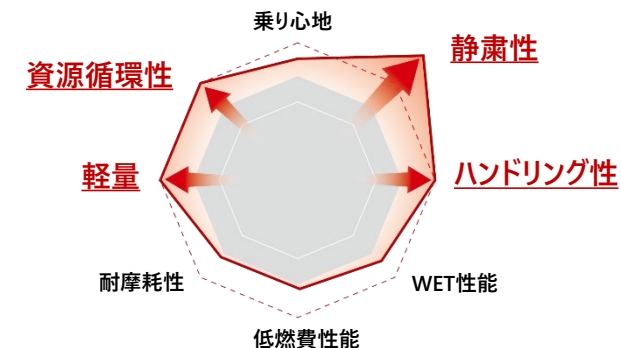 乗り心地
静粛性
資源循環性
軽量
ハンドリング性
耐摩耗性
WET性能
低燃費性能